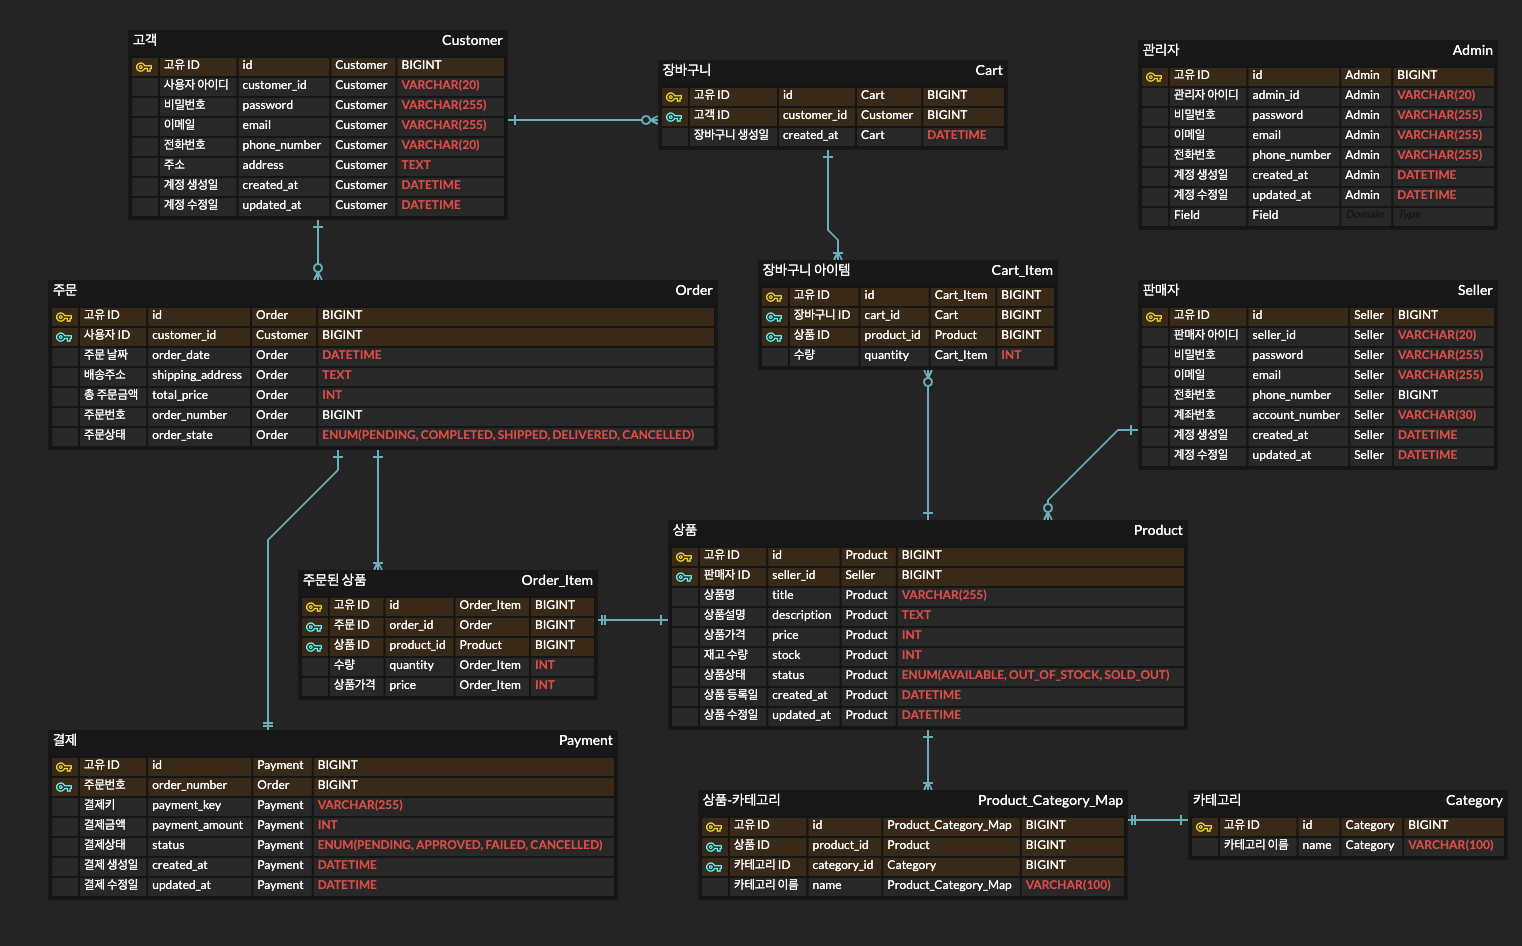 고객 Customer
고유 ID id Customer BIGINT
사용자 아이디 customer_id Customer VARCHAR(20)
비밀번호 password Customer VARCHAR(255)
이메일 email Customer VARCHAR(255)
전화번호 phone_number Customer VARCHAR(20)
주소 address Customer TEXT
계정 생성일 created_at Customer DATETIME
계정 수정일 updated_at Customer DATETIME
장바구니 Cart
고유 ID id Cart BIGINT
고객 ID customer_id Customer BIGINT
장바구니 생성일 created_at Cart DATETIME
관리자 Admin
고유 ID id Admin BIGINT
관리자 아이디 admin_id Admin VARCHAR(20)
비밀번호 password Admin VARCHAR(255)
이메일 email Admin VARCHAR(255)
전화번호 phone_number Admin VARCHAR(255)
계정 생성일 created_at Admin DATETIME
계정 수정일 updated_at Admin DATETIME
Field Field Domain Type
주문 Order
고유 ID id Order BIGINT
사용자 ID customer_id Customer BIGINT
주문 날짜 order_date Order DATETIME
배송주소 shipping_address Order TEXT
총 주문금액 total_price Order INT
주문번호 order_number Order BIGINT
주문상태 order_state Order ENUM(PENDING, COMPLETED, SHIPPED, DELIVERED, CANCELLED)
장바구니 아이템 Cart_Item
고유 ID id Cart_Item BIGINT
장바구니 ID cart_id Cart BIGINT
상품 ID product_id Product BIGINT
수량 quantity Cart_Item INT
판매자 Seller
고유 ID id Seller BIGINT
판매자 아이디 seller_id Seller VARCHAR(20)
비밀번호 password Seller VARCHAR(255)
이메일 email Seller VARCHAR(255)
전화번호 phone_number Seller BIGINT
계좌번호 account_number Seller VARCHAR(30)
계정 생성일 created_at Seller DATETIME
계정 수정일 updated_at Seller DATETIME
상품 Product
고유 ID id Product BIGINT
판매자 ID seller_id Seller BIGINT
상품명 title Product VARCHAR(255)
상품설명 description Product TEXT
상품가격 price Product INT
재고 수량 stock Product INT
상품상태 status Product ENUM(AVAILABLE, OUT_OF_STOCK, SOLD_OUT)
상품 등록일 created_at Product DATETIME
상품 수정일 updated_at Product DATETIME
주문된 상품 Order_Item
고유 ID id Order_Item BIGINT
주문 ID order_id Order BIGINT
상품 ID product_id Product BIGINT
수량 quantity Order_Item INT
상품가격 price Order_Item INT
결제 Payment
고유 ID id Payment BIGINT
주문번호 order_number Order BIGINT
결제키 payment_key Payment VARCHAR(255)
결제금액 payment_amount Payment INT
결제상태 status Payment ENUM(PENDING, APPROVED, FAILED, CANCELLED)
결제 생성일 created_at Payment DATETIME
결제 수정일 updated_at Payment DATETIME
상품-카테고리 Product_Category_Map
고유 ID id Product_Category_Map BIGINT
상품 ID product_id Product BIGINT
카테고리 ID category_id Category BIGINT
카테고리 이름 name Product_Category_Map VARCHAR(100)
카테고리 Category
고유 ID id Category BIGINT
카테고리 이름 name Category VARCHAR(100)